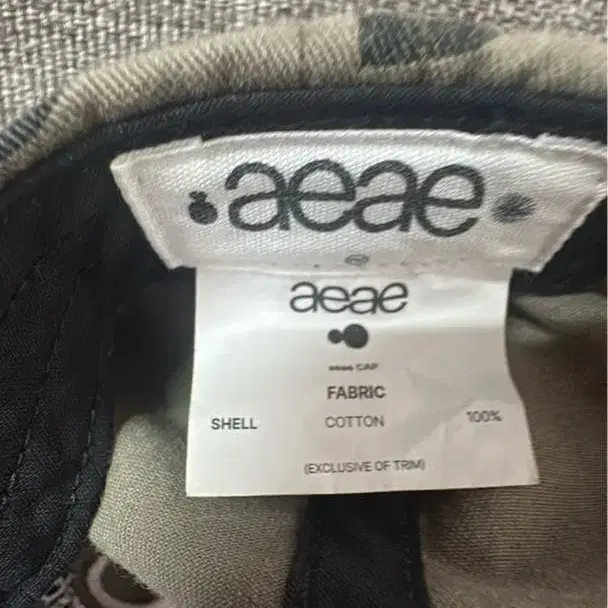 aeae
aeae
aeae CAP
FABRIC
SHELL COTTON 100%
(EXCLUSIVE OF TRIM)